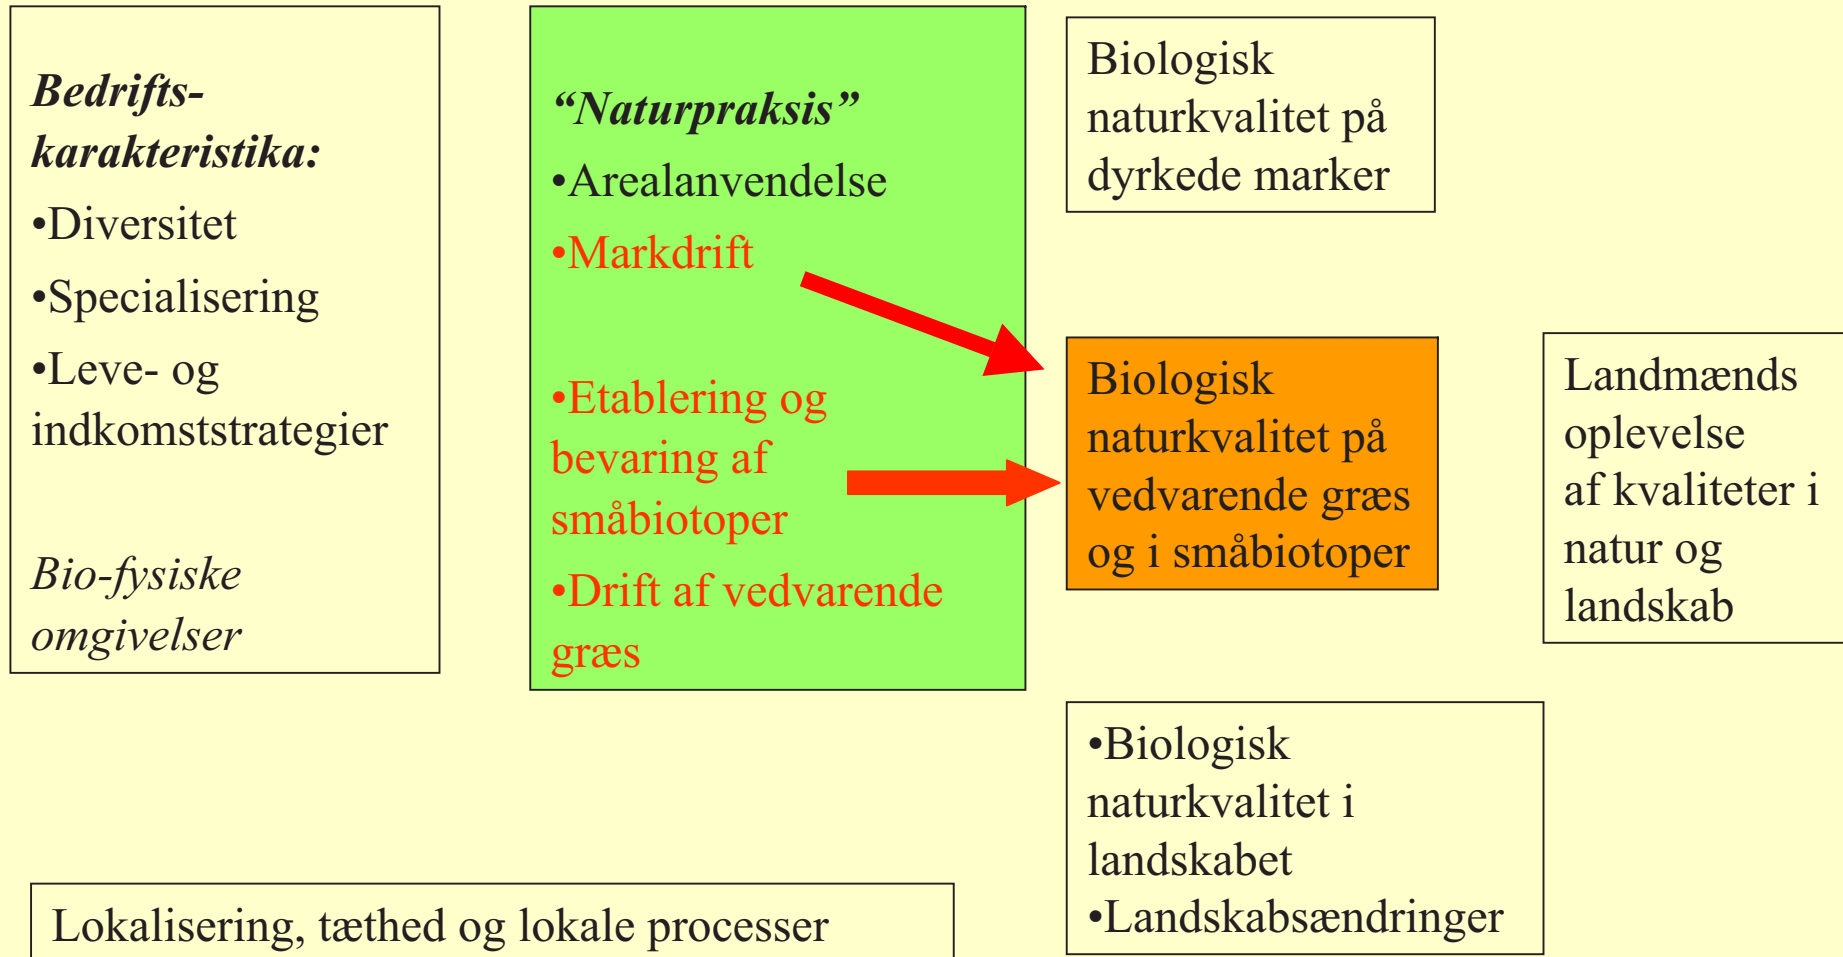 Bedrifts-
karakteristika:
•Diversitet
•Specialisering
•Leve- og
indkomststrategier
Bio-fysiske
omgivelser
“Naturpraksis”
•Arealanvendelse
•Markdrift
•Etablering og
bevaring af
småbiotoper
•Drift af vedvarende
græs
Biologisk
naturkvalitet på
dyrkede marker
Biologisk
naturkvalitet på
vedvarende græs
og i småbiotoper
Landmænds
oplevelse
af kvaliteter i
natur og
landskab
•Biologisk
naturkvalitet i
landskabet
•Landskabsændringer
Lokalisering, tæthed og lokale processer